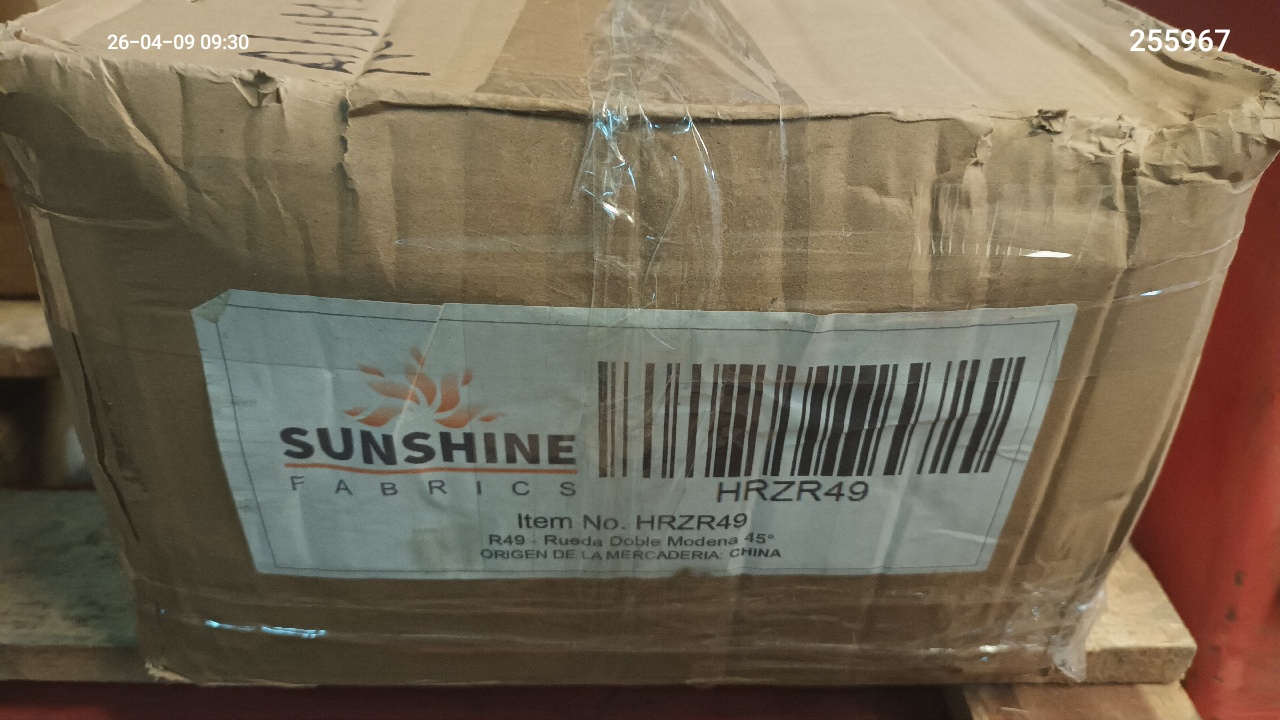 26-04-09 09:30
255967
SUNSHINE
FABRICS
HRZR49
Item No. HRZR49
R49 - Rueda Doble Modena 45°
ORIGEN DE LA MERCADERIA: CHINA